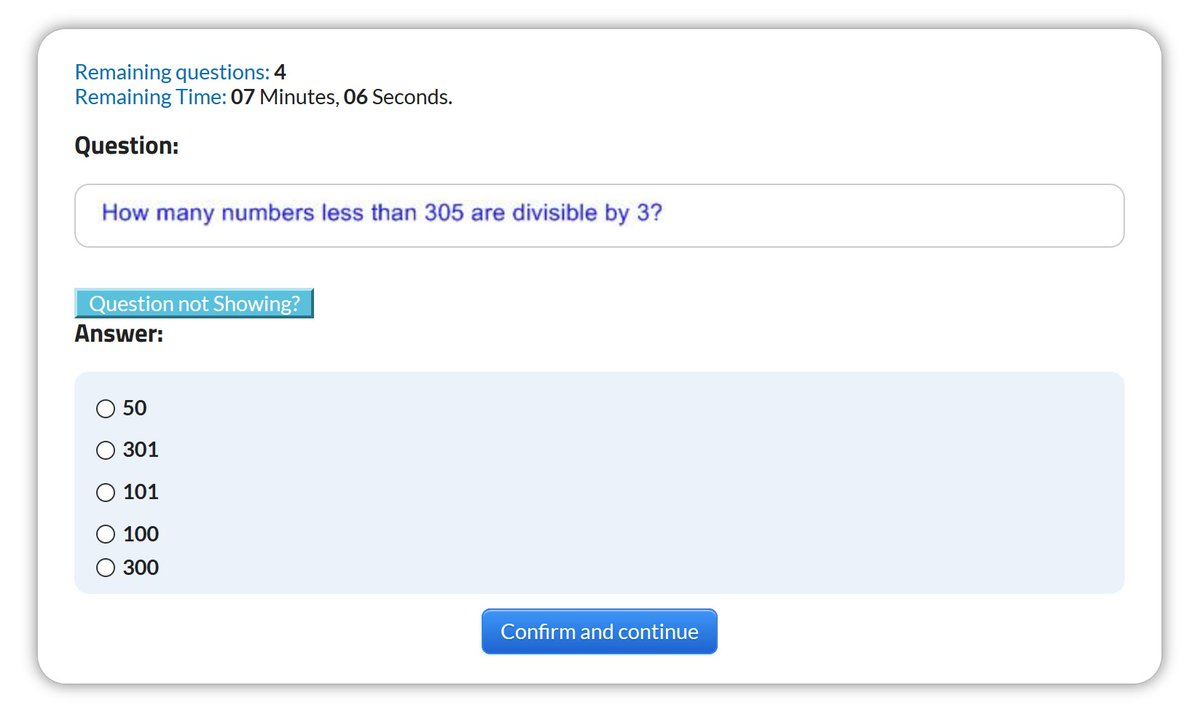 Remaining questions: 4
Remaining Time: 07 Minutes, 06 Seconds.
Question:
How many numbers less than 305 are divisible by 3?
Question not Showing?
Answer:
50
301
101
100
300
Confirm and continue